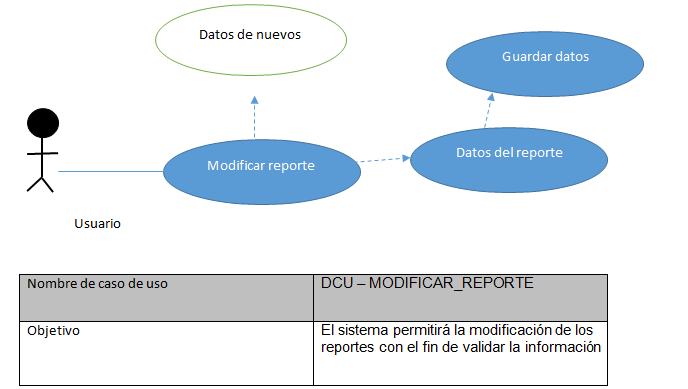 Datos de nuevos
Guardar datos
Modificar reporte
Datos del reporte
Usuario
Nombre de caso de uso
DCU – MODIFICAR_REPORTE
Objetivo
El sistema permitirá la modificación de los
reportes con el fin de validar la información